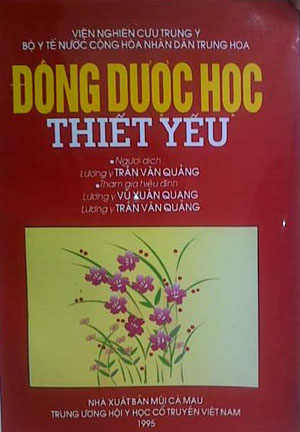 VIỆN NGHIÊN CỨU TRUNG Y
BỘ Y TẾ NƯỚC CỘNG HÒA NHÂN DÂN TRUNG HOA
ĐÔNG DƯỢC HỌC
THIẾT YẾU
• Người dịch
Lương y TRẦN VĂN QUẢNG
• Tham gia hiệu đính
Lương y VŨ XUÂN QUANG
Lương y TRẦN VĂN QUẢNG
NHÀ XUẤT BẢN MŨI CÀ MAU
TRUNG ƯƠNG HỘI Y HỌC CỔ TRUYỀN VIỆT NAM
1995